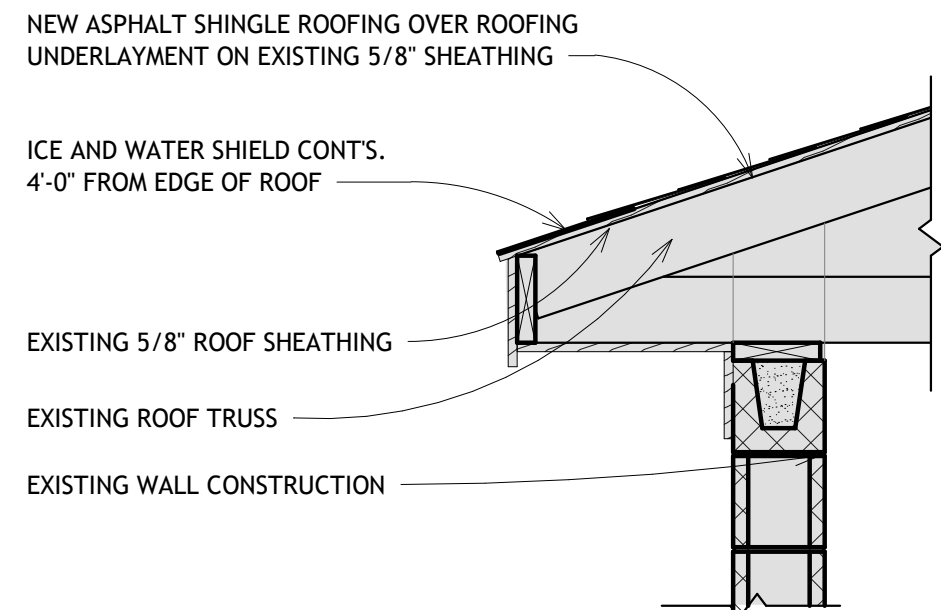 NEW ASPHALT SHINGLE ROOFING OVER ROOFING
UNDERLAYMENT ON EXISTING 5/8" SHEATHING
ICE AND WATER SHIELD CONT'S.
4'-0" FROM EDGE OF ROOF
EXISTING 5/8" ROOF SHEATHING
EXISTING ROOF TRUSS
EXISTING WALL CONSTRUCTION